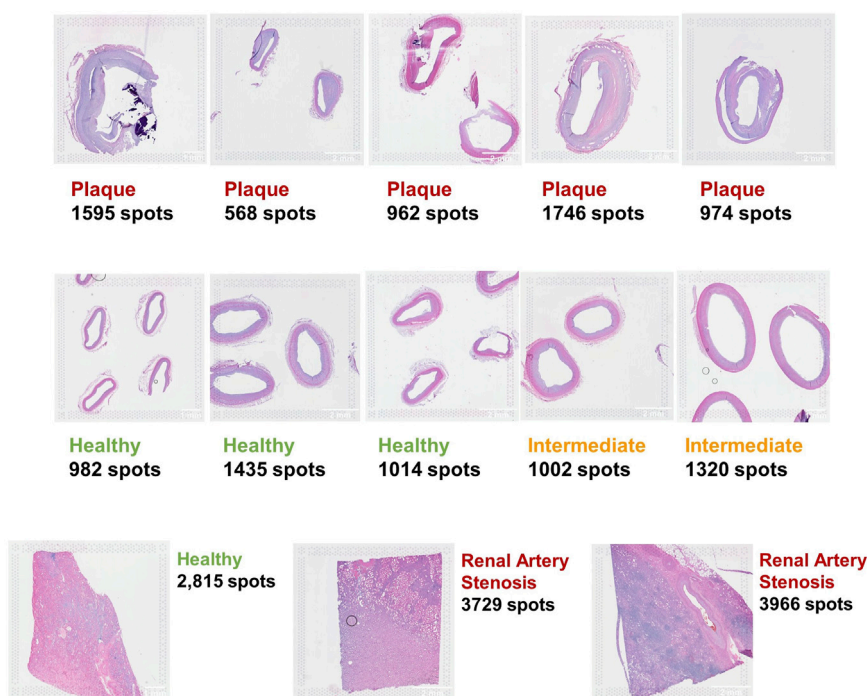 Plaque
1595 spots
Plaque
568 spots
Plaque
962 spots
Plaque
1746 spots
Plaque
974 spots
Healthy
982 spots
Healthy
1435 spots
Healthy
1014 spots
Intermediate
1002 spots
Intermediate
1320 spots
Healthy
2,815 spots
Renal Artery
Stenosis
3729 spots
Renal Artery
Stenosis
3966 spots